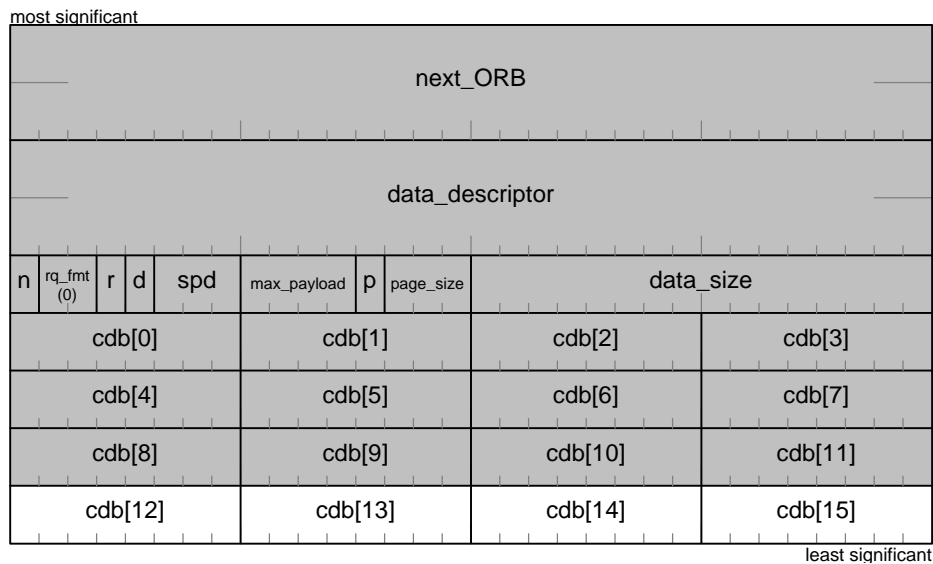 most significant
next_ORB
data_descriptor
n rq_fmt (0) r d spd max_payload p page_size data_size
cdb[0] cdb[1] cdb[2] cdb[3]
cdb[4] cdb[5] cdb[6] cdb[7]
cdb[8] cdb[9] cdb[10] cdb[11]
cdb[12] cdb[13] cdb[14] cdb[15]
least significant